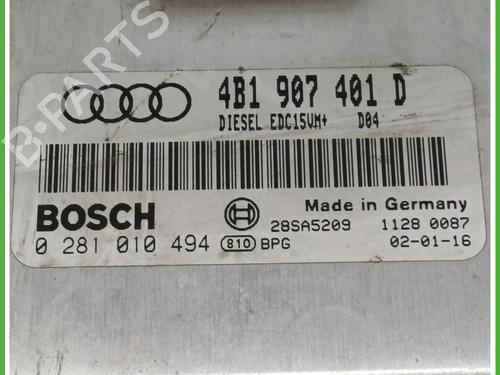 4B1 907 401 D
DIESEL EDC15VM+ D04
BOSCH
Made in Germany
28SA5209 1128 0087
0 281 010 494 810 BPG 02-01-16
B-PARTS